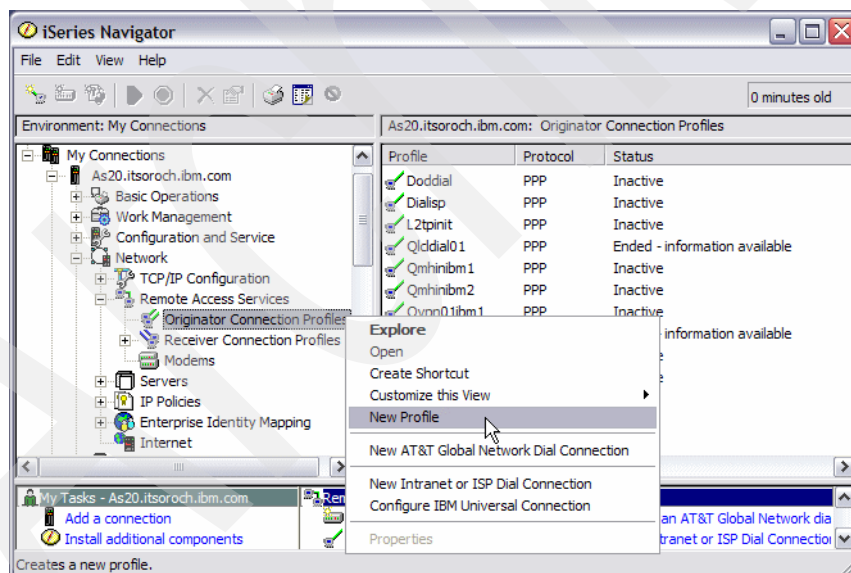 iSeries Navigator
File Edit View Help
0 minutes old
Environment: My Connections
As20.itsoroch.ibm.com: Originator Connection Profiles
My Connections
As20.itsoroch.ibm.com
Basic Operations
Work Management
Configuration and Service
Network
TCP/IP Configuration
Remote Access Services
Originator Connection Profiles
Receiver Connection Profiles
Modems
Servers
IP Policies
Enterprise Identity Mapping
Internet
Profile Protocol Status
Doddial PPP Inactive
Dialisp PPP Inactive
L2tpinit PPP Inactive
Qlcldial01 PPP Ended - information available
Qmhinibm1 PPP Inactive
Qmhinibm2 PPP Inactive
Qvpn01ibm1 PPP Inactive
information available
Explore
Open
Create Shortcut
Customize this View
New Profile
New AT&T Global Network Dial Connection
New Intranet or ISP Dial Connection
Configure IBM Universal Connection
Properties
My Tasks - As20.itsoroch.ibm.com
Add a connection
Install additional components
Rem
an AT&T Global Network dia
tranet or ISP Dial Connection
Creates a new profile.